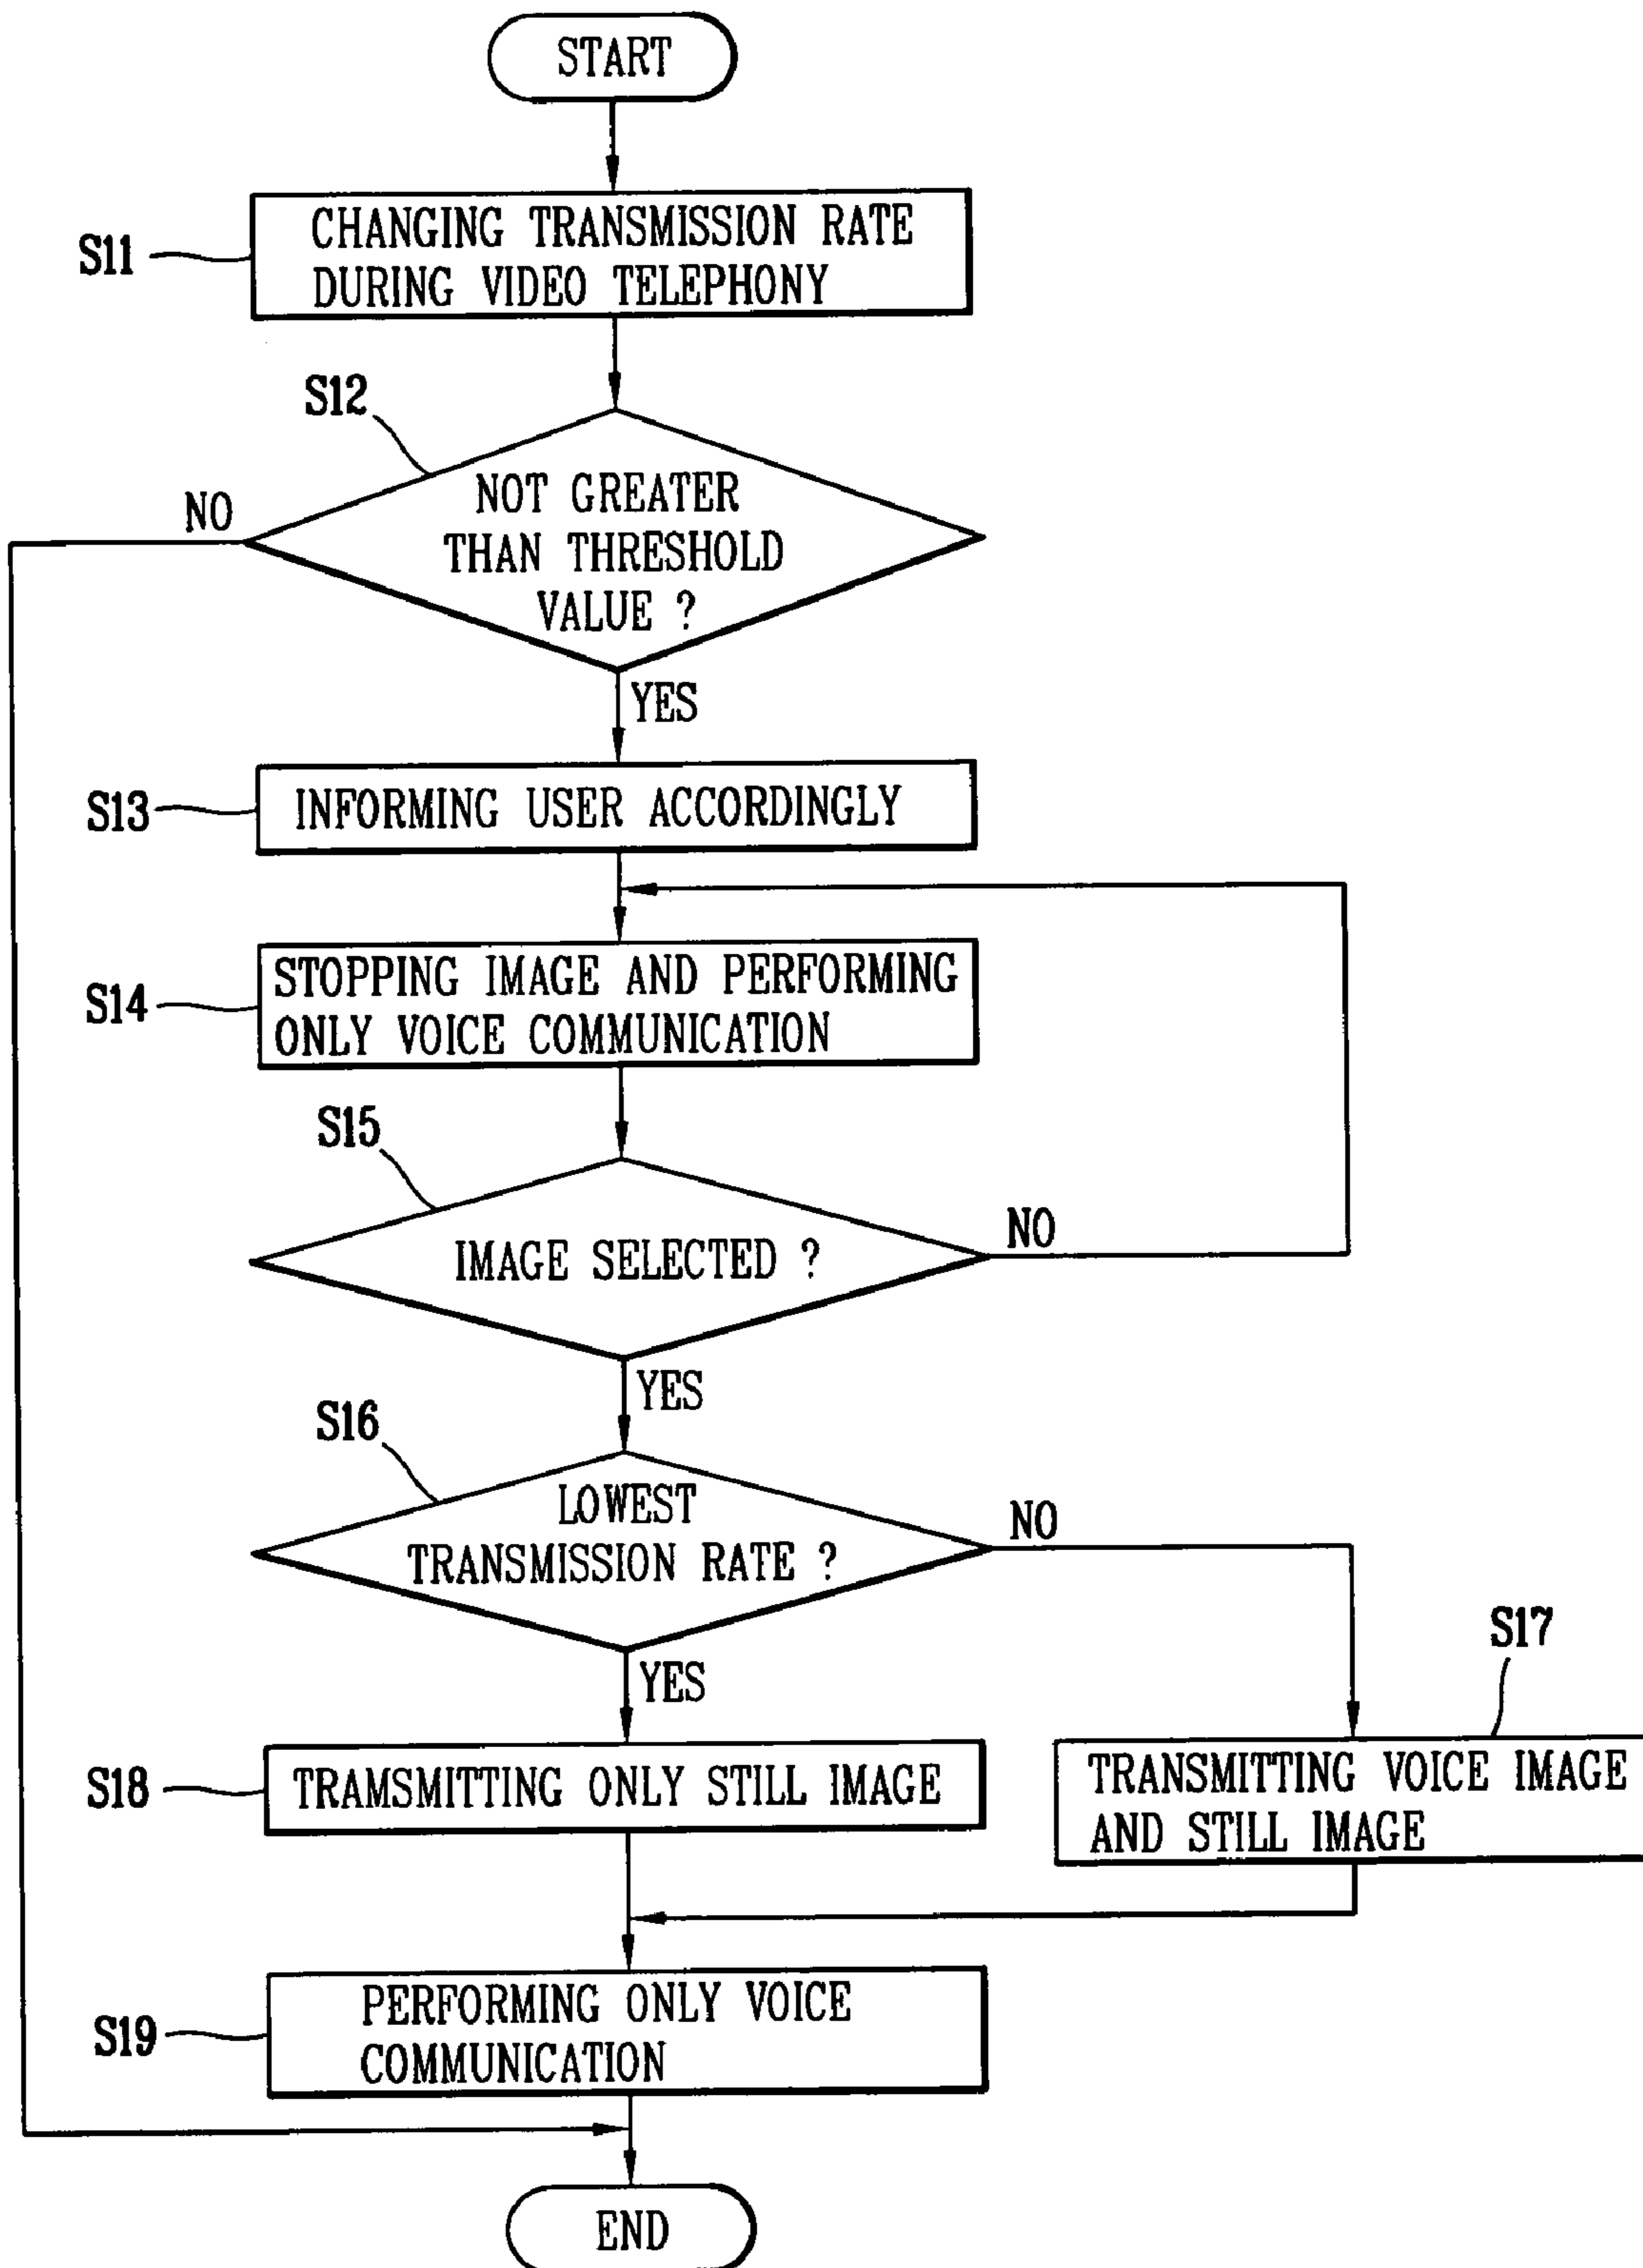 START
S11
CHANGING TRANSMISSION RATE
DURING VIDEO TELEPHONY
S12
NO
NOT GREATER
THAN THRESHOLD
VALUE ?
YES
S13
INFORMING USER ACCORDINGLY
S14
STOPPING IMAGE AND PERFORMING
ONLY VOICE COMMUNICATION
S15
IMAGE SELECTED ?
NO
YES
S16
LOWEST
TRANSMISSION RATE ?
NO
YES
S17
S18
TRAMSMITTING ONLY STILL IMAGE
TRANSMITTING VOICE IMAGE
AND STILL IMAGE
S19
PERFORMING ONLY VOICE
COMMUNICATION
END